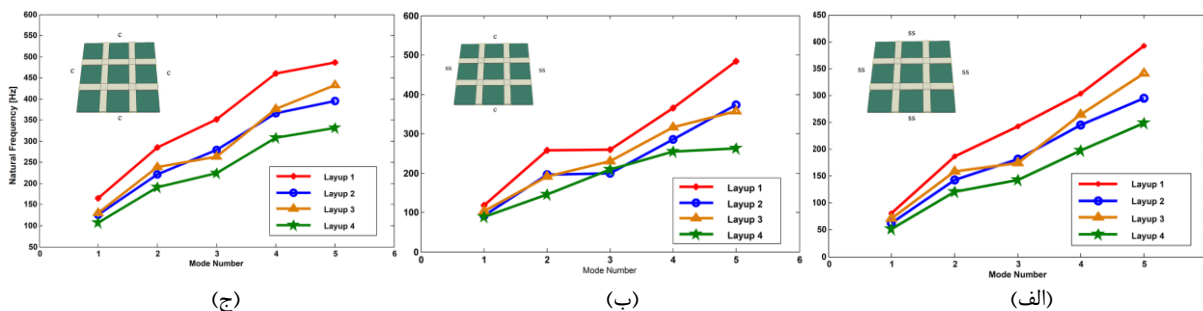 c
c
c
c
Natural Frequency [Hz]
500
450
400
350
300
250
200
150
100
50
0 1 2 3 4 5 6
Mode Number
Layup 1
Layup 2
Layup 3
Layup 4
(ج)
c
ss
ss
c
600
500
400
300
200
100
0
0 1 2 3 4 5 6
Mode Number
Layup 1
Layup 2
Layup 3
Layup 4
(ب)
ss
ss
ss
ss
450
400
350
300
250
200
150
100
50
0
0 1 2 3 4 5
Mode Number
Layup 1
Layup 2
Layup 3
Layup 4
(الف)